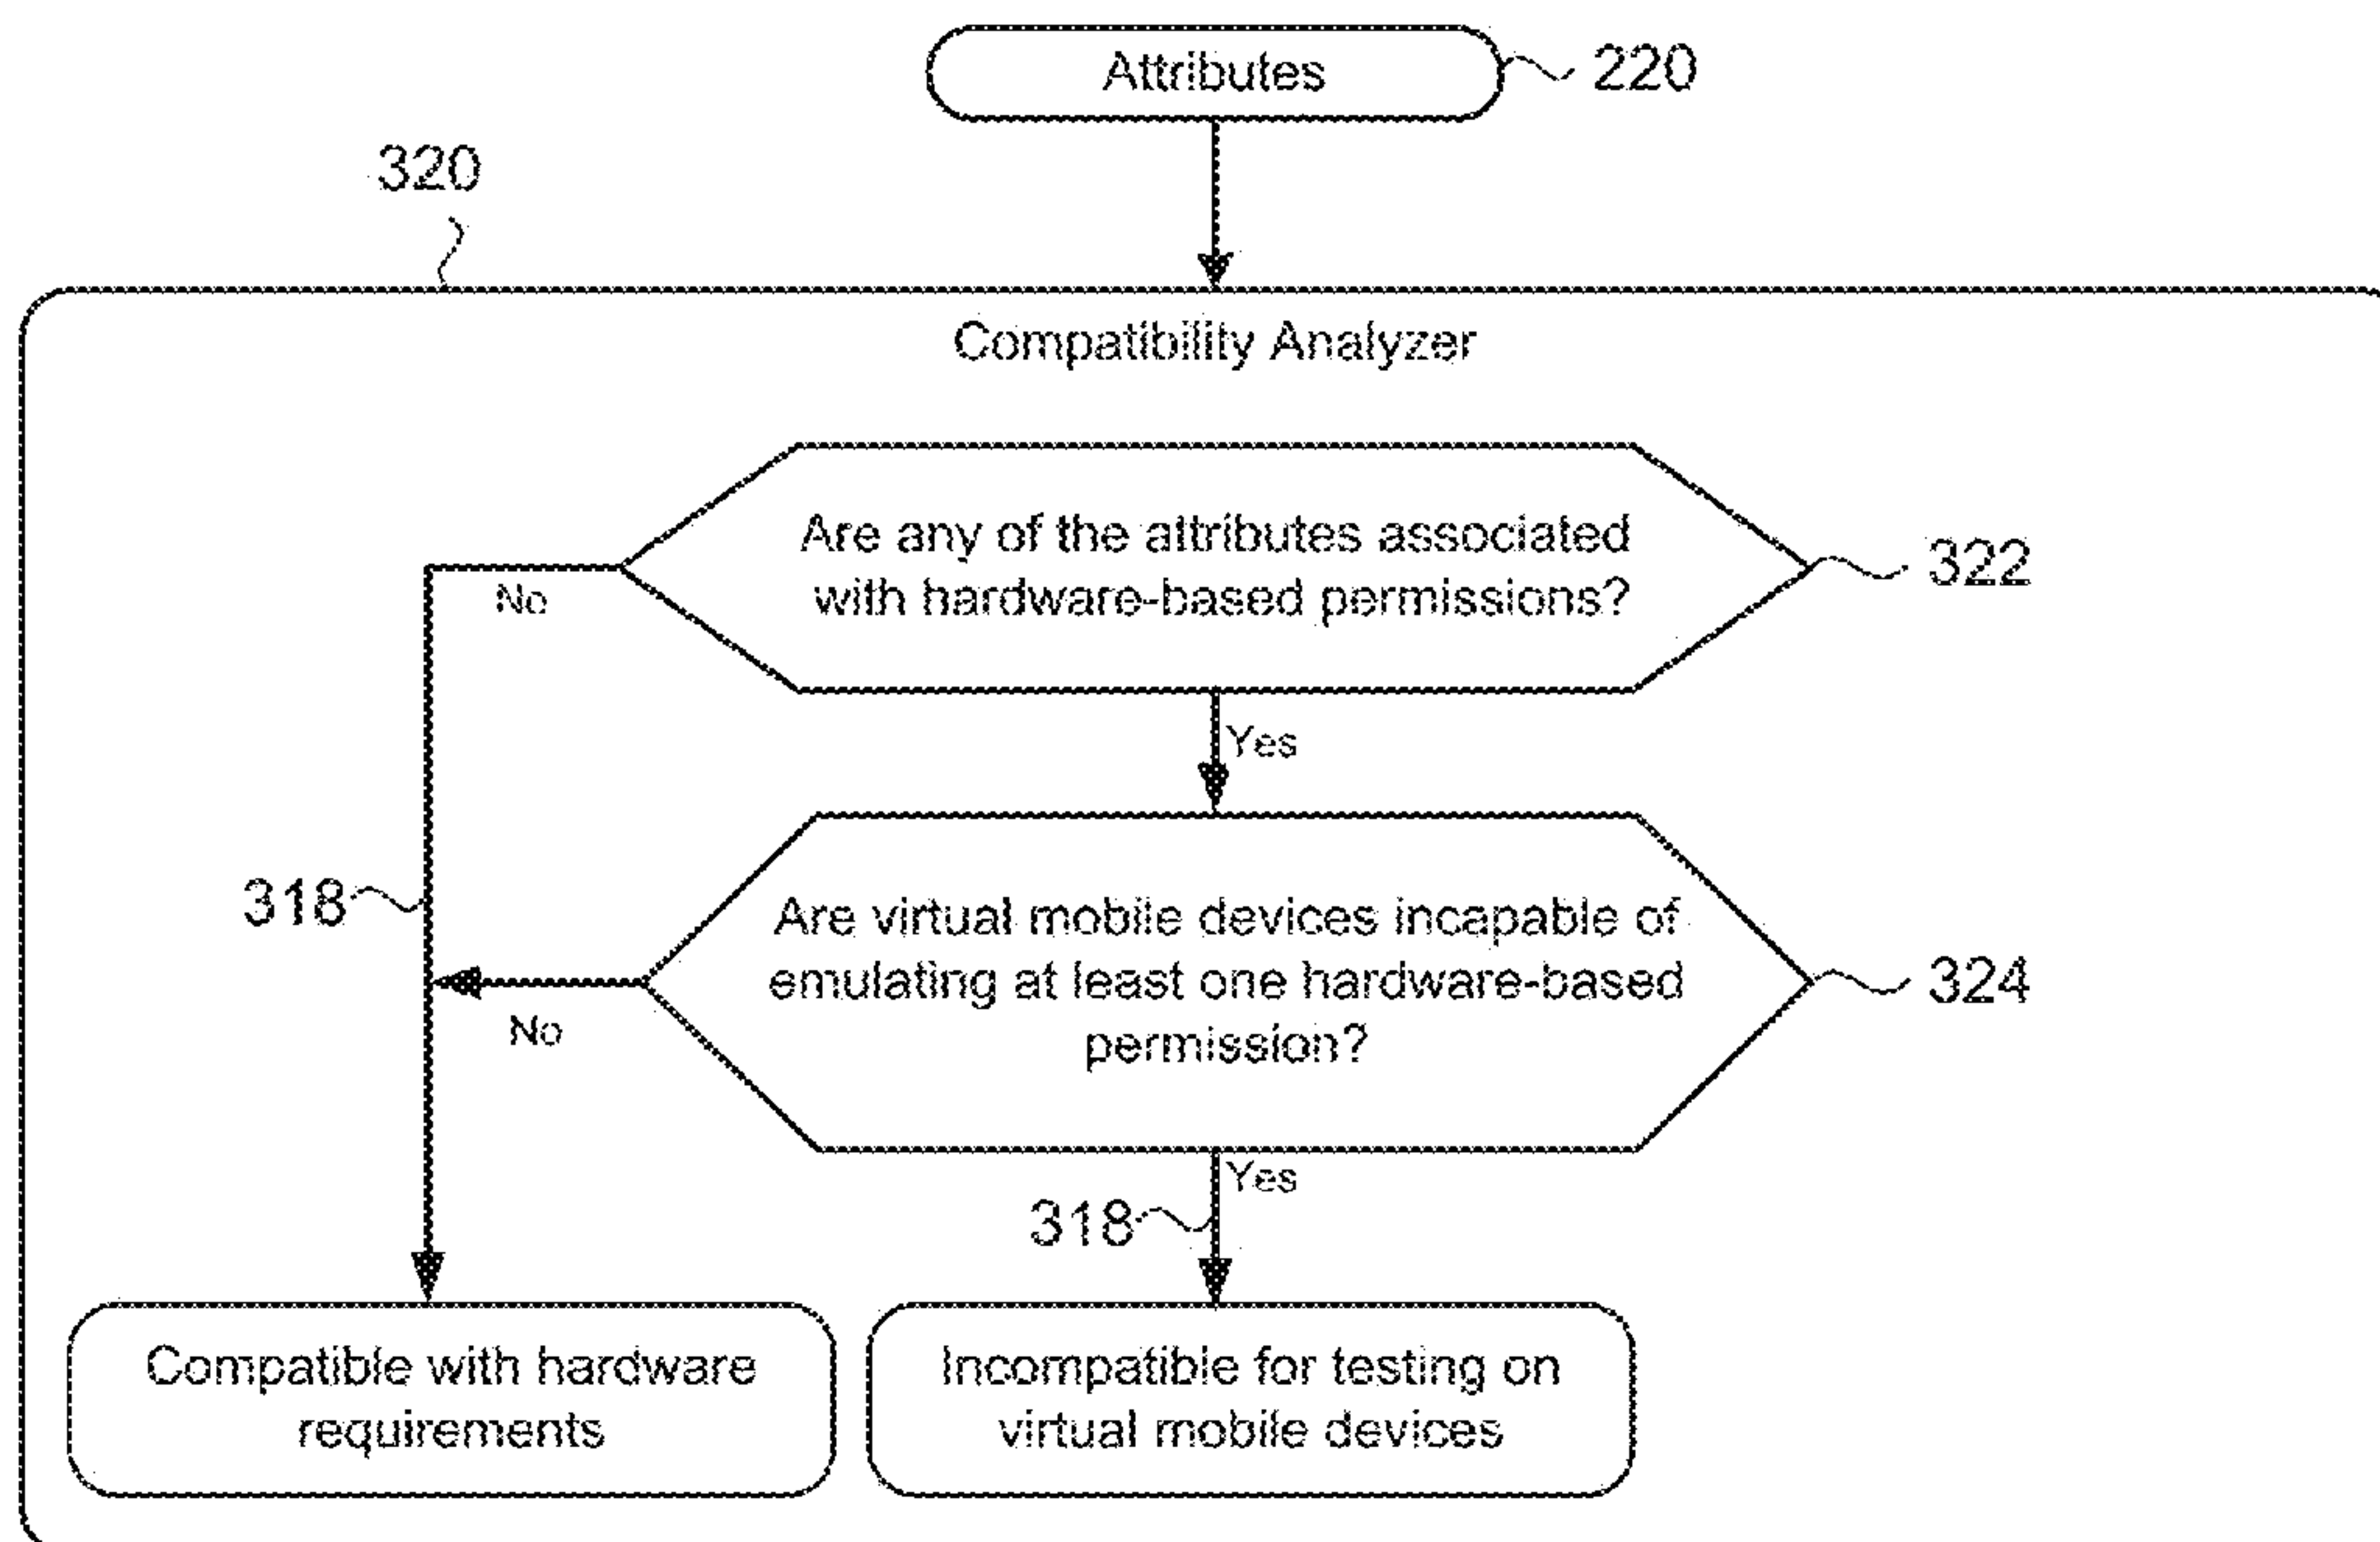 Attributes
220
320
Compatibility Analyzer
Are any of the attributes associated
with hardware-based permissions?
322
No
Yes
318
Are virtual mobile devices incapable of
emulating at least one hardware-based
permission?
324
No
Yes
318
Compatible with hardware
requirements
Incompatible for testing on
virtual mobile devices